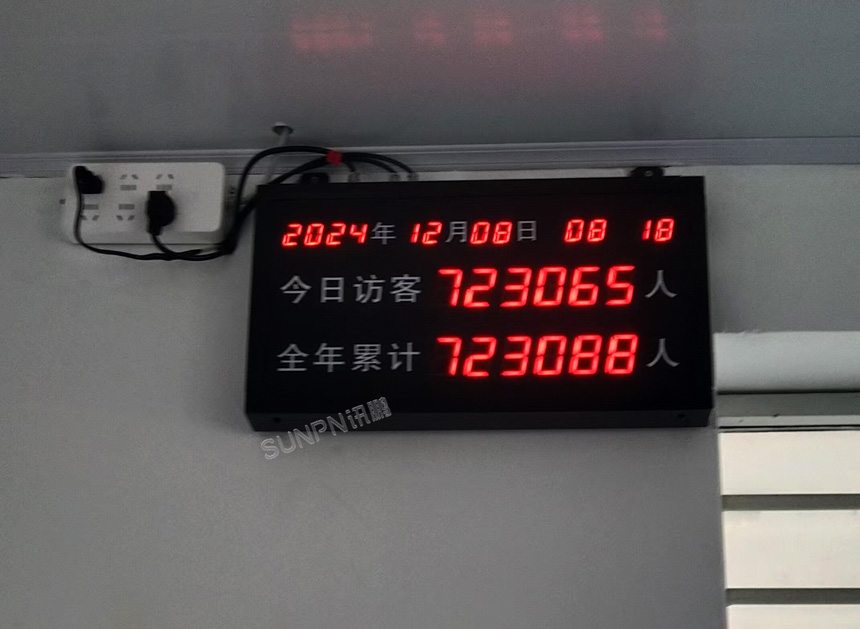 2024年 12月08日 08 18
今日访客 723065人
全年累计 723088人
SUNPN讯鹏